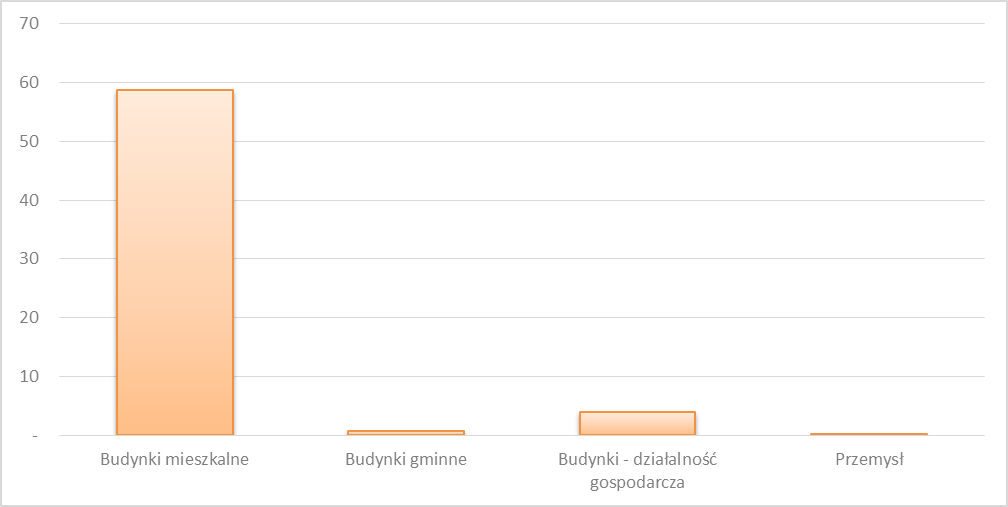 70
60
50
40
30
20
10
-
Budynki mieszkalne
Budynki gminne
Budynki - działalność
gospodarcza
Przemysł